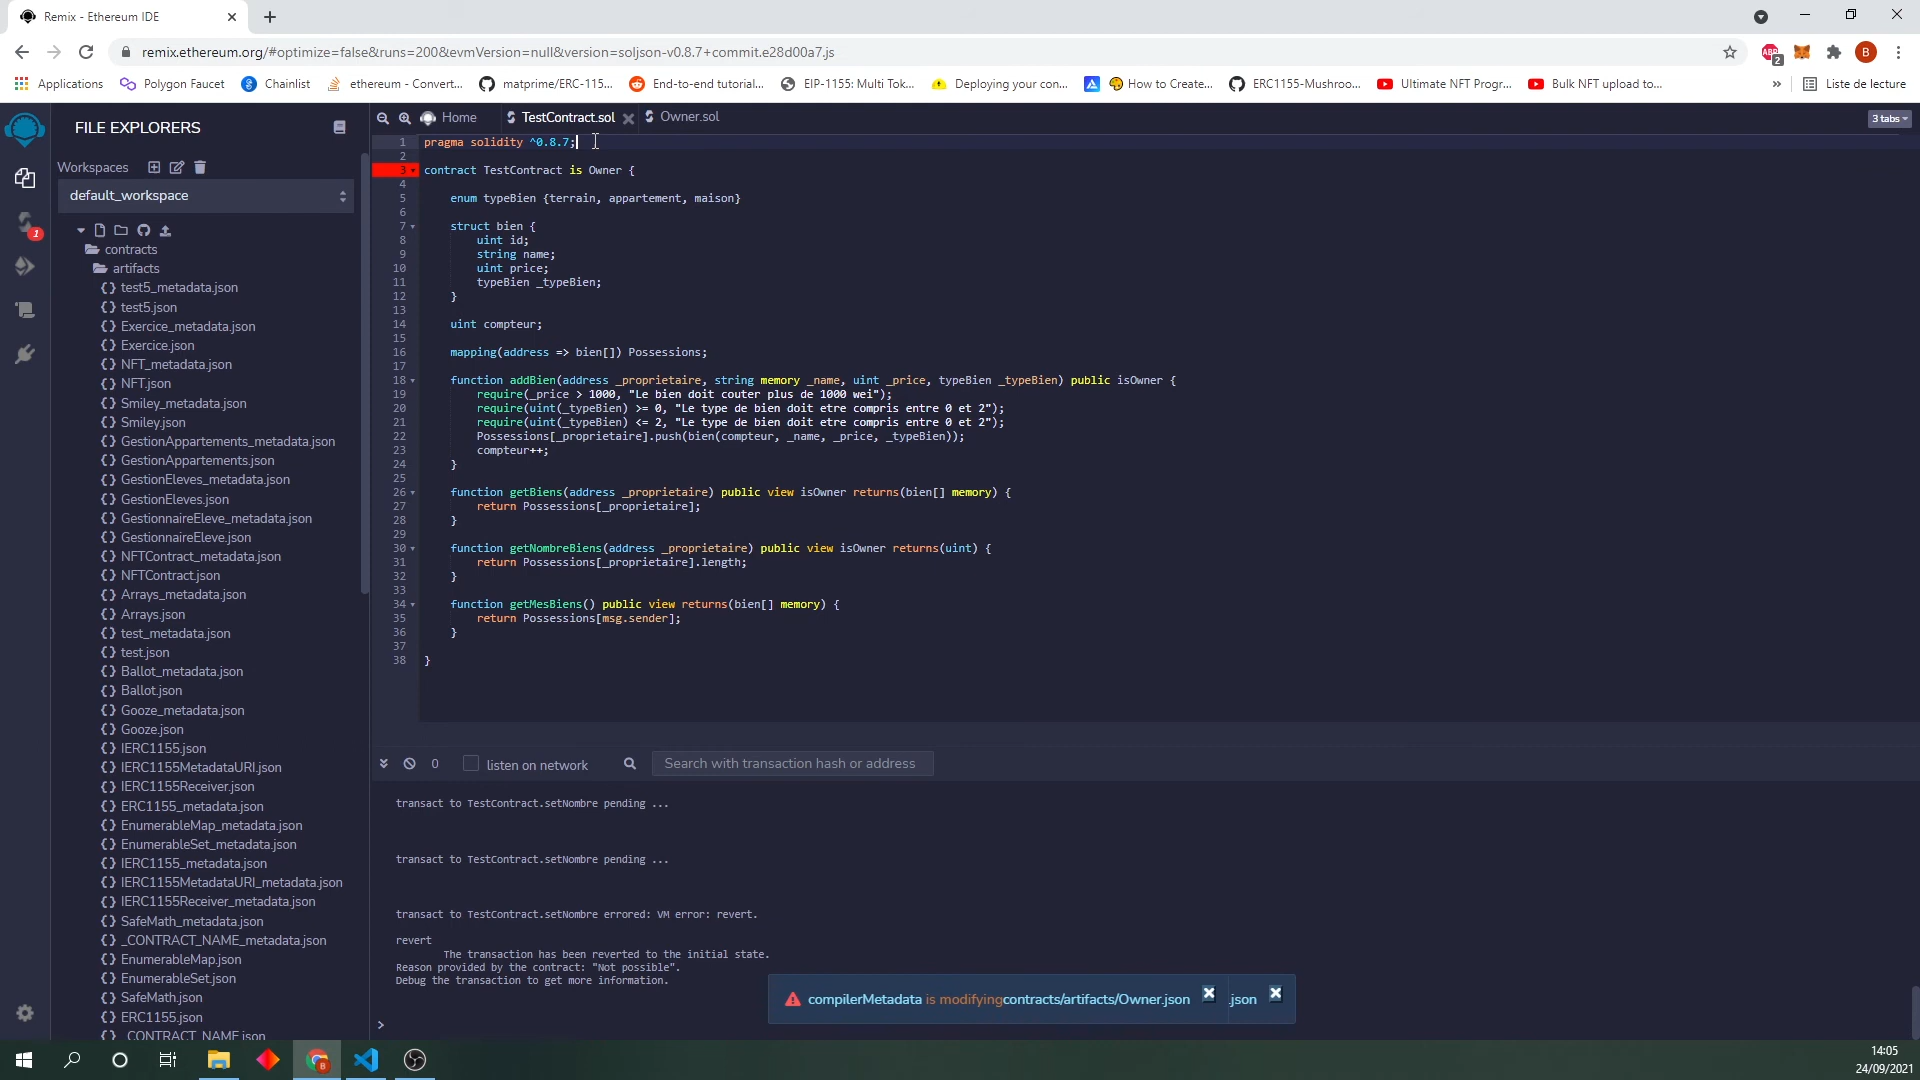 Remix - Ethereum IDE
remix.ethereum.org/#optimize=false&runs=200&evmVersion=null&version=soljson-v0.8.7+commit.e28d00a7.js
ABP
2
B
Applications
Polygon Faucet
Chainlist
ethereum - Convert...
matprime/ERC-115...
End-to-end tutorial...
EIP-1155: Multi Tok...
Deploying your con...
How to Create...
ERC1155-Mushroo...
Ultimate NFT Progr...
Bulk NFT upload to...
»
Liste de lecture
FILE EXPLORERS
Home
TestContract.sol
Owner.sol
3 tabs
Workspaces
default_workspace
1
contracts
artifacts
test5_metadata.json
test5.json
Exercice_metadata.json
Exercice.json
NFT_metadata.json
NFT.json
Smiley_metadata.json
Smiley.json
GestionAppartements_metadata.json
GestionAppartements.json
GestionEleves_metadata.json
GestionEleves.json
GestionnaireEleve_metadata.json
GestionnaireEleve.json
NFTContract_metadata.json
NFTContract.json
Arrays_metadata.json
Arrays.json
test_metadata.json
test.json
Ballot_metadata.json
Ballot.json
Gooze_metadata.json
Gooze.json
IERC1155.json
IERC1155MetadataURI.json
IERC1155Receiver.json
ERC1155_metadata.json
EnumerableMap_metadata.json
EnumerableSet_metadata.json
IERC1155_metadata.json
IERC1155MetadataURI_metadata.json
IERC1155Receiver_metadata.json
SafeMath_metadata.json
_CONTRACT_NAME_metadata.json
EnumerableMap.json
EnumerableSet.json
SafeMath.json
ERC1155.json
_CONTRACT_NAME.json
1 pragma solidity ^0.8.7;
2
3 contract TestContract is Owner {
4
5 enum typeBien {terrain, appartement, maison}
6
7 struct bien {
8 uint id;
9 string name;
10 uint price;
11 typeBien _typeBien;
12 }
13
14 uint compteur;
15
16 mapping(address => bien[]) Possessions;
17
18 function addBien(address _proprietaire, string memory _name, uint _price, typeBien _typeBien) public isOwner {
19 require(_price > 1000, "Le bien doit couter plus de 1000 wei");
20 require(uint(_typeBien) >= 0, "Le type de bien doit etre compris entre 0 et 2");
21 require(uint(_typeBien) <= 2, "Le type de bien doit etre compris entre 0 et 2");
22 Possessions[_proprietaire].push(bien(compteur, _name, _price, _typeBien));
23 compteur++;
24 }
25
26 function getBiens(address _proprietaire) public view isOwner returns(bien[] memory) {
27 return Possessions[_proprietaire];
28 }
29
30 function getNombreBiens(address _proprietaire) public view isOwner returns(uint) {
31 return Possessions[_proprietaire].length;
32 }
33
34 function getMesBiens() public view returns(bien[] memory) {
35 return Possessions[msg.sender];
36 }
37
38 }
0
listen on network
Search with transaction hash or address
transact to TestContract.setNombre pending ...
transact to TestContract.setNombre pending ...
transact to TestContract.setNombre errored: VM error: revert.
revert
The transaction has been reverted to the initial state.
Reason provided by the contract: "Not possible".
Debug the transaction to get more information.
compilerMetadata is modifyingcontracts/artifacts/Owner.json
.json
>
14:05
24/09/2021